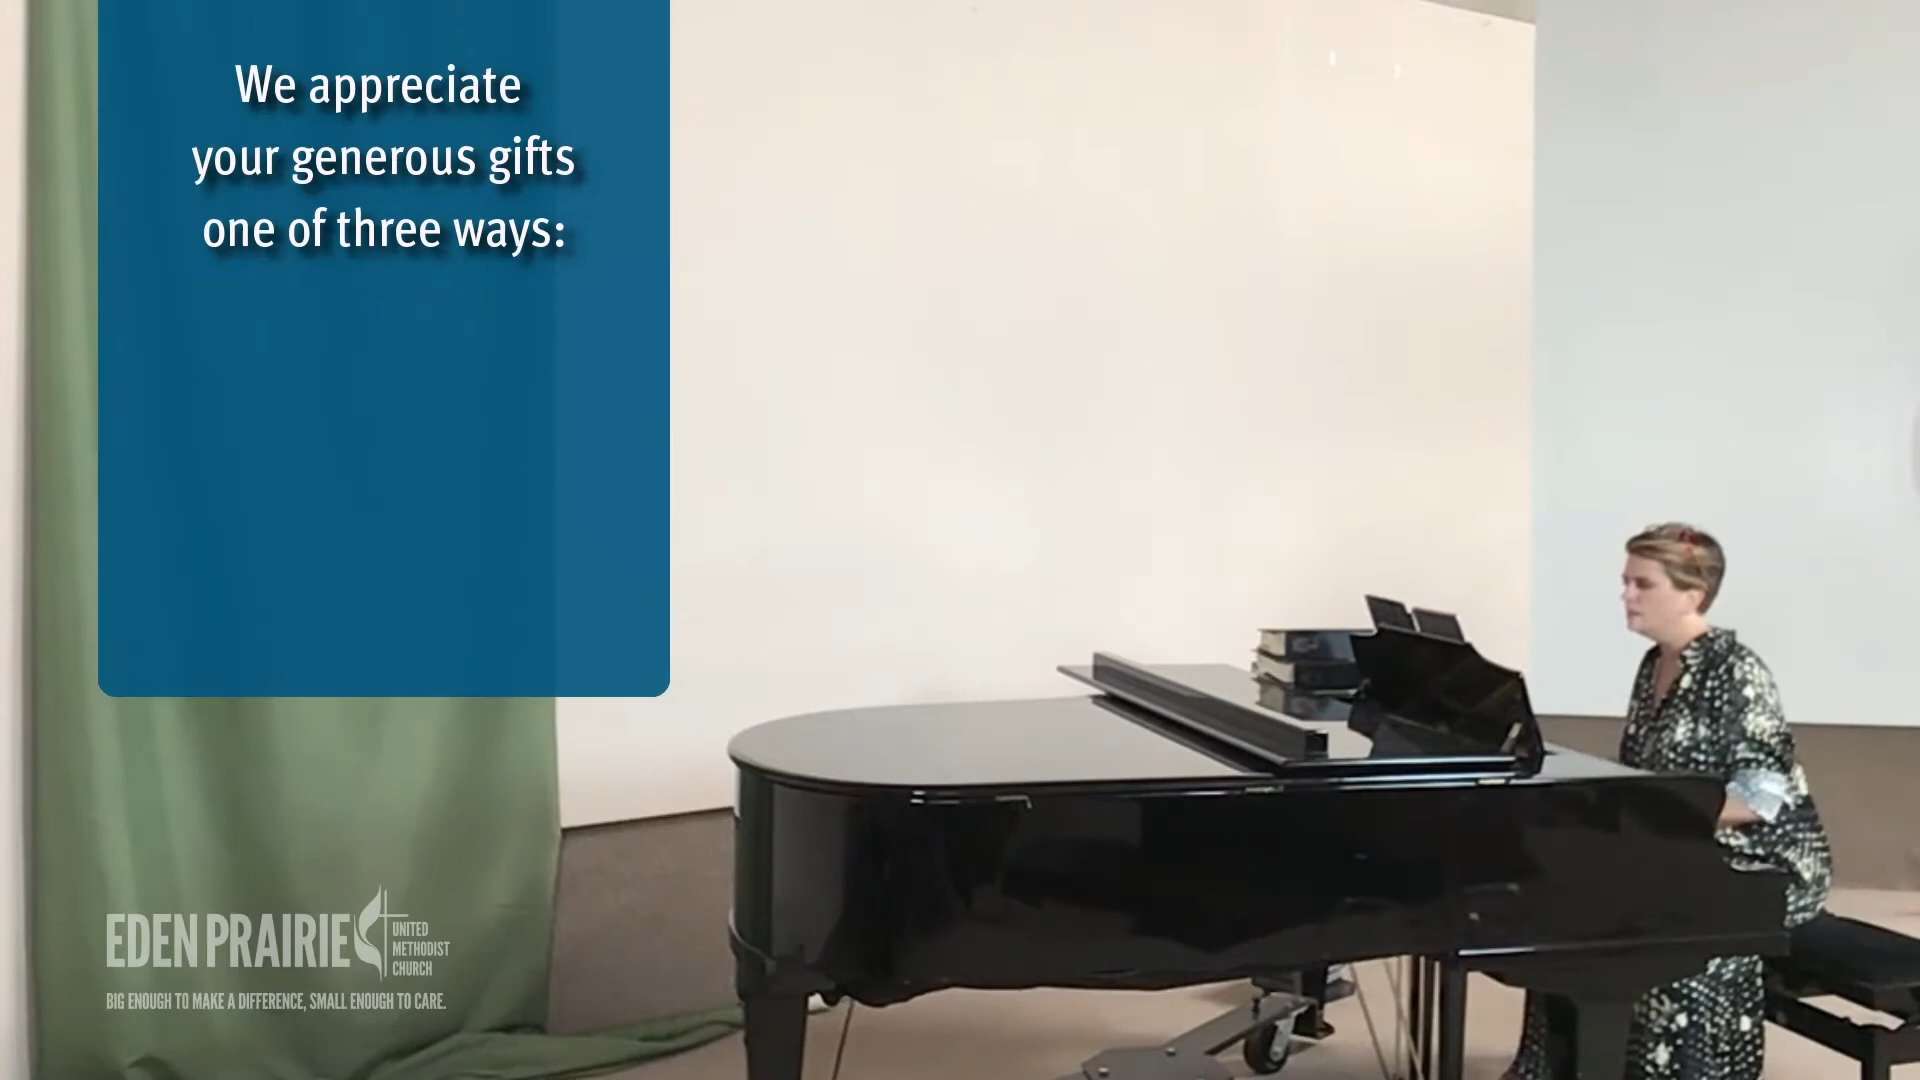 We appreciate
your generous gifts
one of three ways:
EDEN PRAIRIE
UNITED
METHODIST
CHURCH
BIG ENOUGH TO MAKE A DIFFERENCE, SMALL ENOUGH TO CARE.